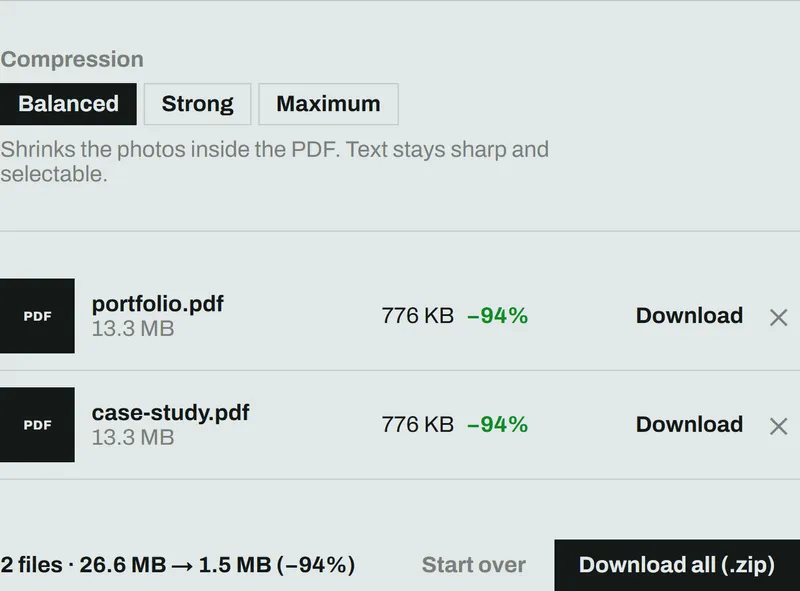 Compression
Balanced Strong Maximum
Shrinks the photos inside the PDF. Text stays sharp and
selectable.
PDF portfolio.pdf 776 KB −94% Download ×
13.3 MB
PDF case-study.pdf 776 KB −94% Download ×
13.3 MB
2 files · 26.6 MB → 1.5 MB (−94%) Start over Download all (.zip)